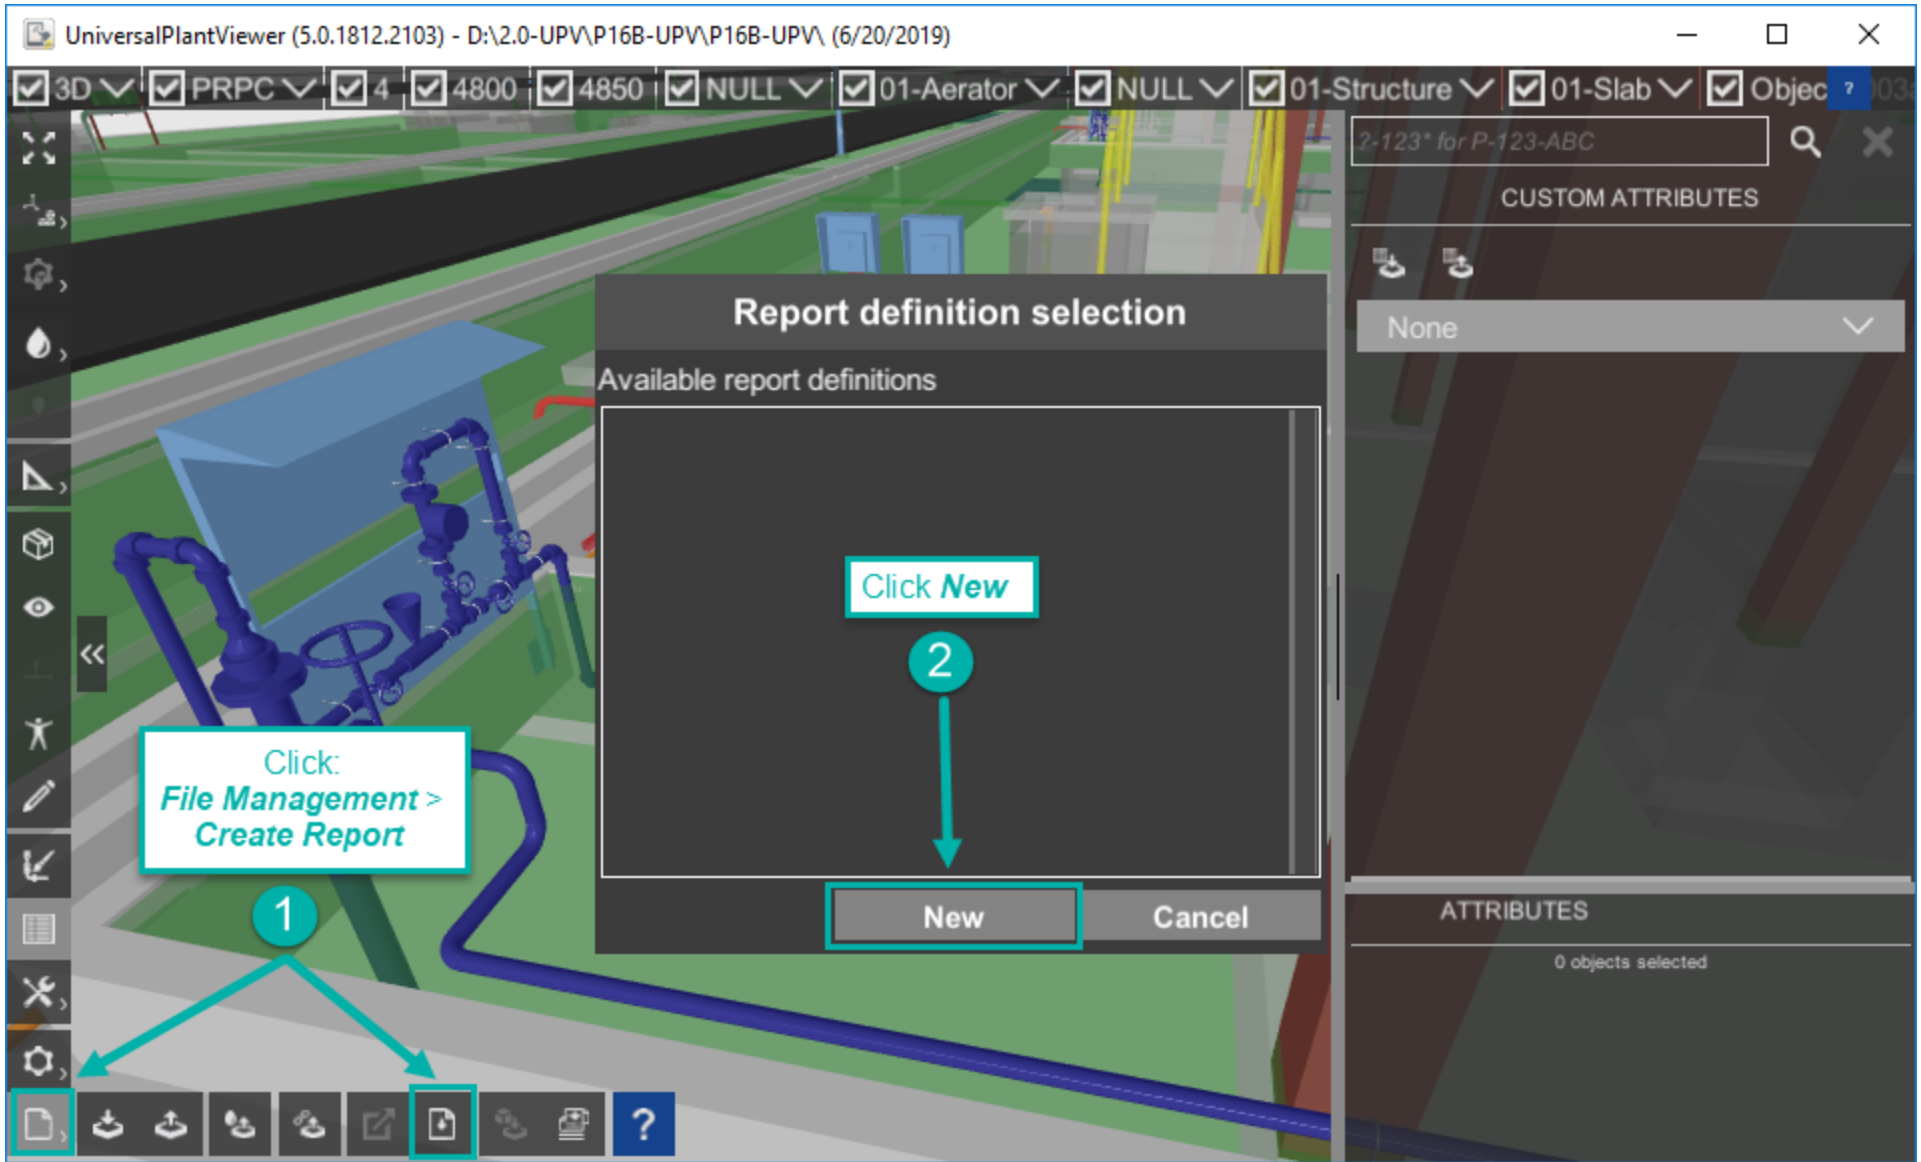 UniversalPlantViewer (5.0.1812.2103) - D:\2.0-UPV\P16B-UPV\P16B-UPV\ (6/20/2019)
3D PRPC 4 4800 4850 NULL 01-Aerator NULL 01-Structure 01-Slab Objec ?
?-123* for P-123-ABC
CUSTOM ATTRIBUTES
None
Report definition selection
Available report definitions
Click New
2
Click:
File Management >
Create Report
1
New Cancel
ATTRIBUTES
0 objects selected
?